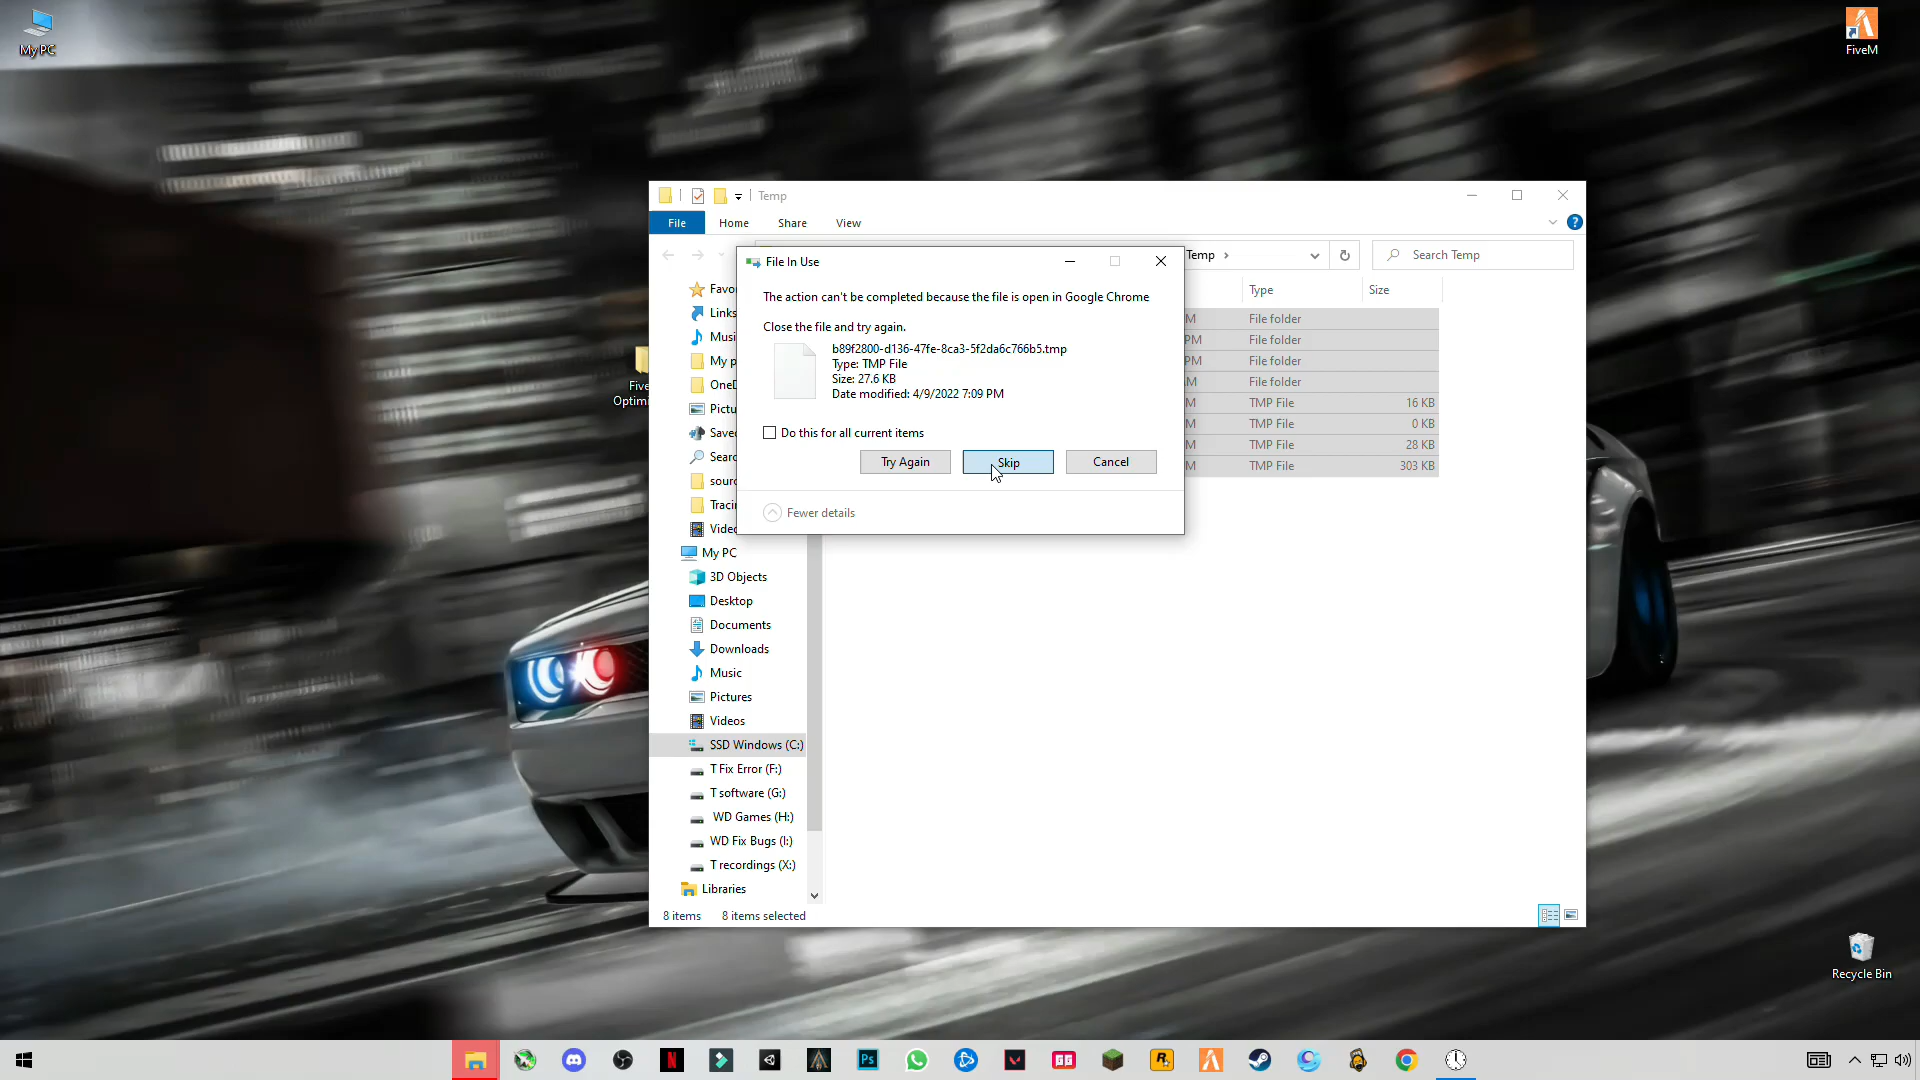 My PC
FiveM
Temp
File
Home
Share
View
Temp
Search Temp
File In Use
The action can't be completed because the file is open in Google Chrome
Close the file and try again.
b89f2800-d136-47fe-8ca3-5f2da6c766b5.tmp
Type: TMP File
Size: 27.6 KB
Date modified: 4/9/2022 7:09 PM
Do this for all current items
Try Again
Skip
Cancel
Fewer details
Type
Size
M File folder
PM File folder
PM File folder
AM File folder
M TMP File 16 KB
M TMP File 0 KB
M TMP File 28 KB
M TMP File 303 KB
Favo
Links
Musi
My p
OneD
Pictu
Save
Searc
sourc
Tracin
Video
My PC
3D Objects
Desktop
Documents
Downloads
Music
Pictures
Videos
SSD Windows (C:)
T Fix Error (F:)
T software (G:)
WD Games (H:)
WD Fix Bugs (I:)
T recordings (X:)
Libraries
8 items
8 items selected
Five
Optimi
Recycle Bin